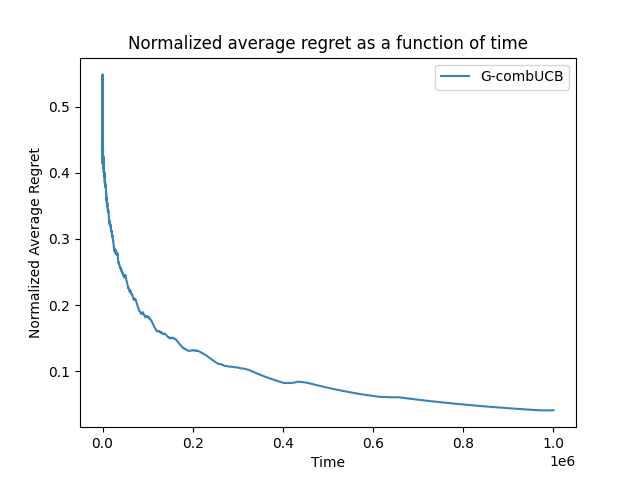 Normalized average regret as a function of time
G-combUCB
Normalized Average Regret
0.5
0.4
0.3
0.2
0.1
0.0
0.2
0.4
0.6
0.8
1.0
1e6
Time